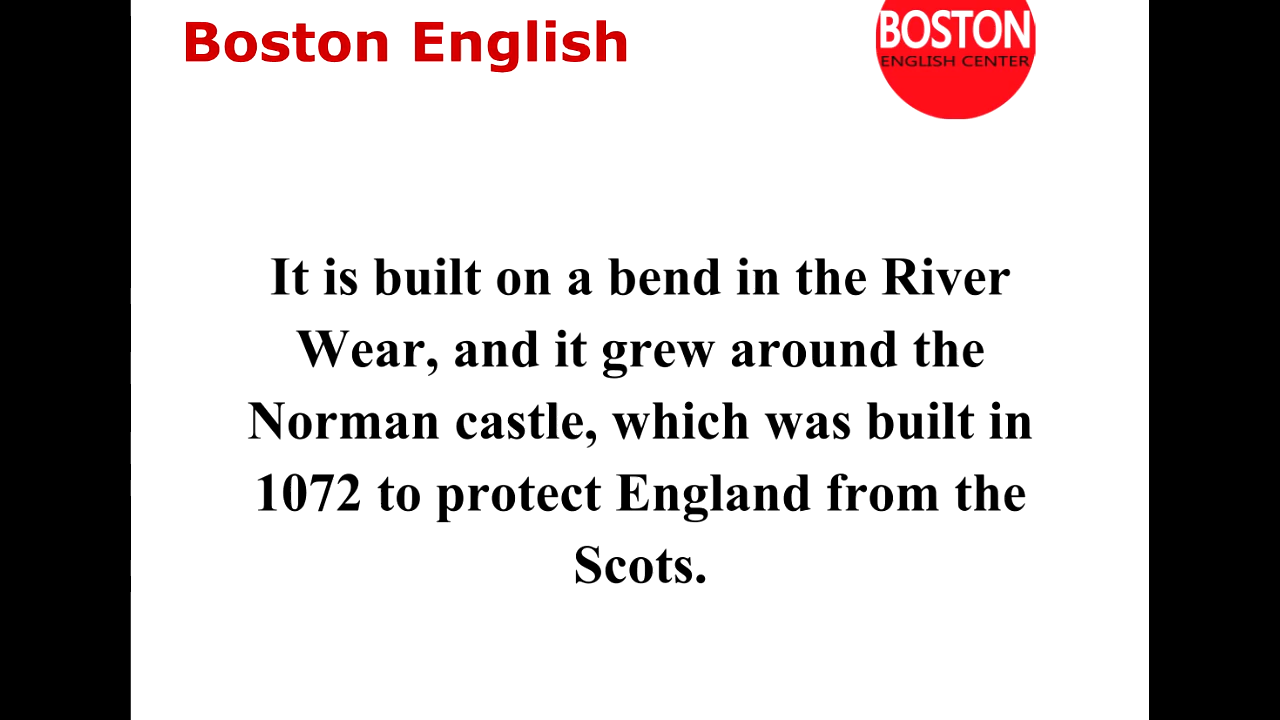 Boston English
BOSTON
ENGLISH CENTER
It is built on a bend in the River
Wear, and it grew around the
Norman castle, which was built in
1072 to protect England from the
Scots.